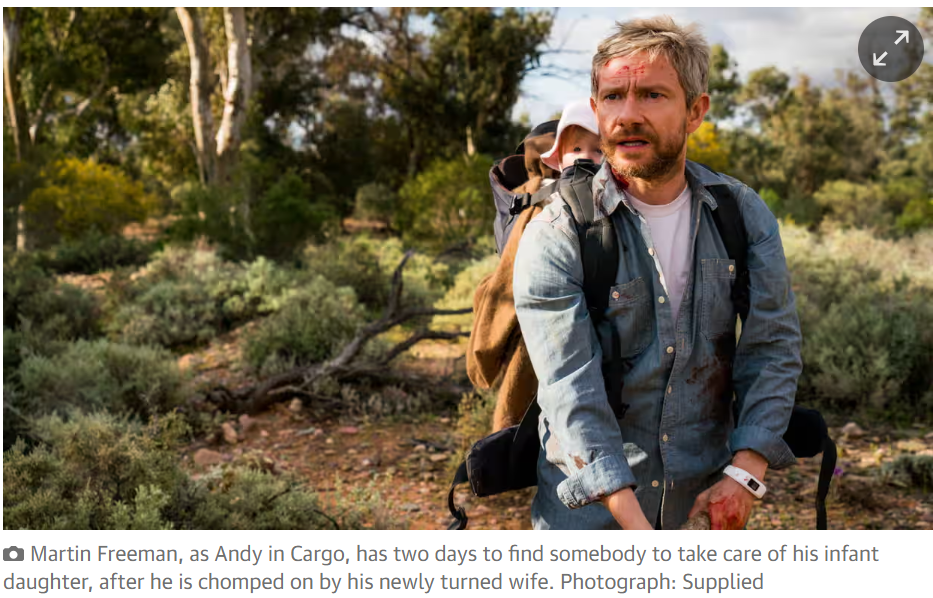 Martin Freeman, as Andy in Cargo, has two days to find somebody to take care of his infant
daughter, after he is chomped on by his newly turned wife. Photograph: Supplied